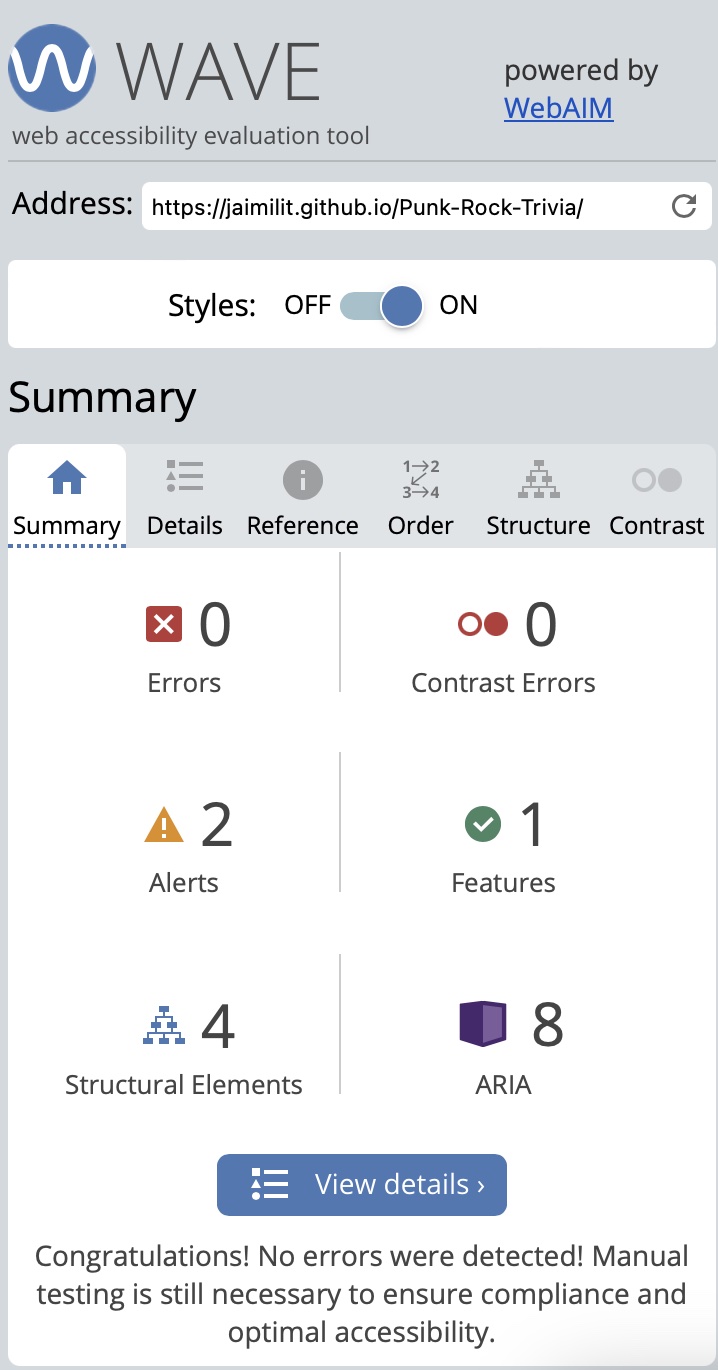 WAVE
web accessibility evaluation tool
powered by
WebAIM
Address: https://jaimilit.github.io/Punk-Rock-Trivia/
Styles: OFF ON
Summary
1→2
3→4
Summary Details Reference Order Structure Contrast
0
Errors
0
Contrast Errors
2
Alerts
1
Features
4
Structural Elements
8
ARIA
View details ›
Congratulations! No errors were detected! Manual
testing is still necessary to ensure compliance and
optimal accessibility.